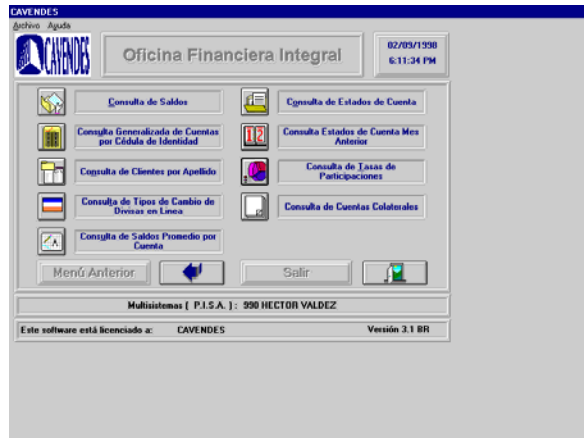 CAVENDES
Archivo Ayuda
CAVENDES
Oficina Financiera Integral
02/09/1998
6:11:34 PM
Consulta de Saldos
Consulta de Estados de Cuenta
Consulta Generalizada de Cuentas
por Cédula de Identidad
Consulta Estados de Cuenta Mes
Anterior
Consulta de Clientes por Apellido
Consulta de Tasas de
Participaciones
Consulta de Tipos de Cambio de
Divisas en Linea
Consulta de Cuentas Colaterales
Consulta de Saldos Promedio por
Cuenta
Menú Anterior
Salir
Multisistemas [ P.I.S.A. ] : 990 HECTOR VALDEZ
Este software está licenciado a: CAVENDES
Versión 3.1 BR